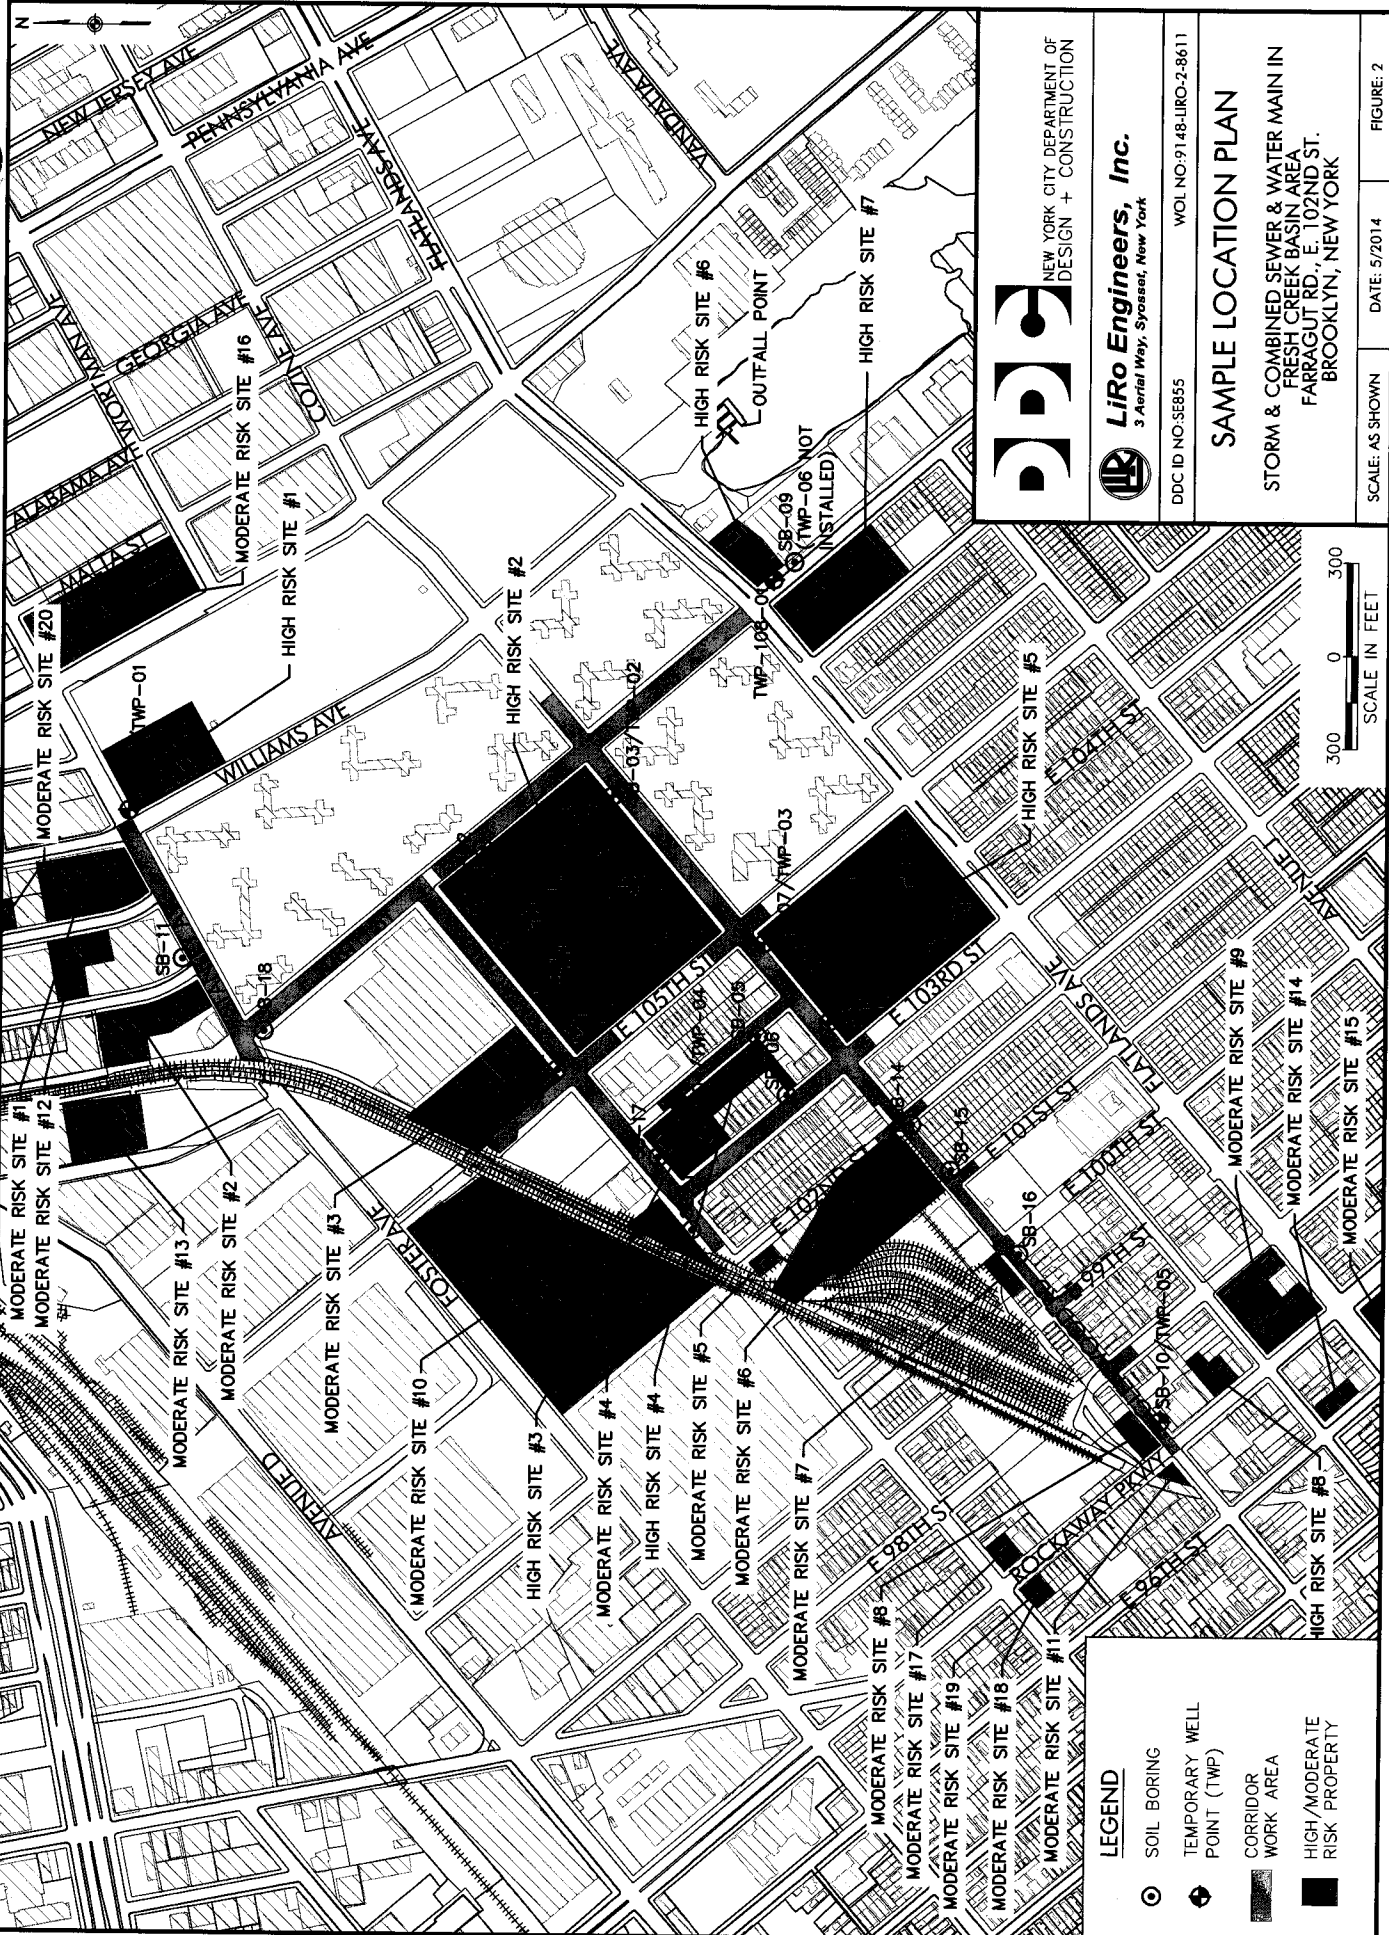 N
NEW JERSEY AVE
PENNSYLVANIA AVE
VANDALIA AVE
FLATLANDS AVE
WORTMAN AVE
GEORGIA AVE
COZINE AVE
ALABAMA AVE
MALTA ST
MODERATE RISK SITE #16
HIGH RISK SITE #1
MODERATE RISK SITE #20
TWP-01
WILLIAMS AVE
HIGH RISK SITE #2
HIGH RISK SITE #6
OUTFALL POINT
HIGH RISK SITE #7
SB-09
(TWP-06 NOT
INSTALLED)
HIGH RISK SITE #5
E 104TH ST
E 105TH ST
E 103RD ST
SB-11
FLATLANDS AVE
E 101ST ST
E 100TH ST
E 99TH ST
E 102ND ST
SB-15
SB-16
SB-10/TWP-05
MODERATE RISK SITE #9
MODERATE RISK SITE #14
MODERATE RISK SITE #15
MODERATE RISK SITE #12
MODERATE RISK SITE #13
MODERATE RISK SITE #2
MODERATE RISK SITE #3
FOSTER AVE
AVENUE D
MODERATE RISK SITE #10
HIGH RISK SITE #3
MODERATE RISK SITE #4
HIGH RISK SITE #4
MODERATE RISK SITE #5
MODERATE RISK SITE #6
MODERATE RISK SITE #7
E 98TH ST
ROCKAWAY PKWY
E 96TH ST
MODERATE RISK SITE #8
MODERATE RISK SITE #17
MODERATE RISK SITE #19
MODERATE RISK SITE #18
MODERATE RISK SITE #11
HIGH RISK SITE #8
LEGEND
SOIL BORING
TEMPORARY WELL
POINT (TWP)
CORRIDOR
WORK AREA
HIGH/MODERATE
RISK PROPERTY
300 0 300
SCALE IN FEET
DDC
NEW YORK CITY DEPARTMENT OF
DESIGN + CONSTRUCTION
LiRo Engineers, Inc.
3 Aerial Way, Syosset, New York
DDC ID NO:SE855 WOL NO:9148-LIRO-2-8611
SAMPLE LOCATION PLAN
STORM & COMBINED SEWER & WATER MAIN IN
FRESH CREEK BASIN AREA
FARRAGUT RD., E. 102ND ST.
BROOKLYN, NEW YORK
SCALE: AS SHOWN DATE: 5/2014 FIGURE: 2